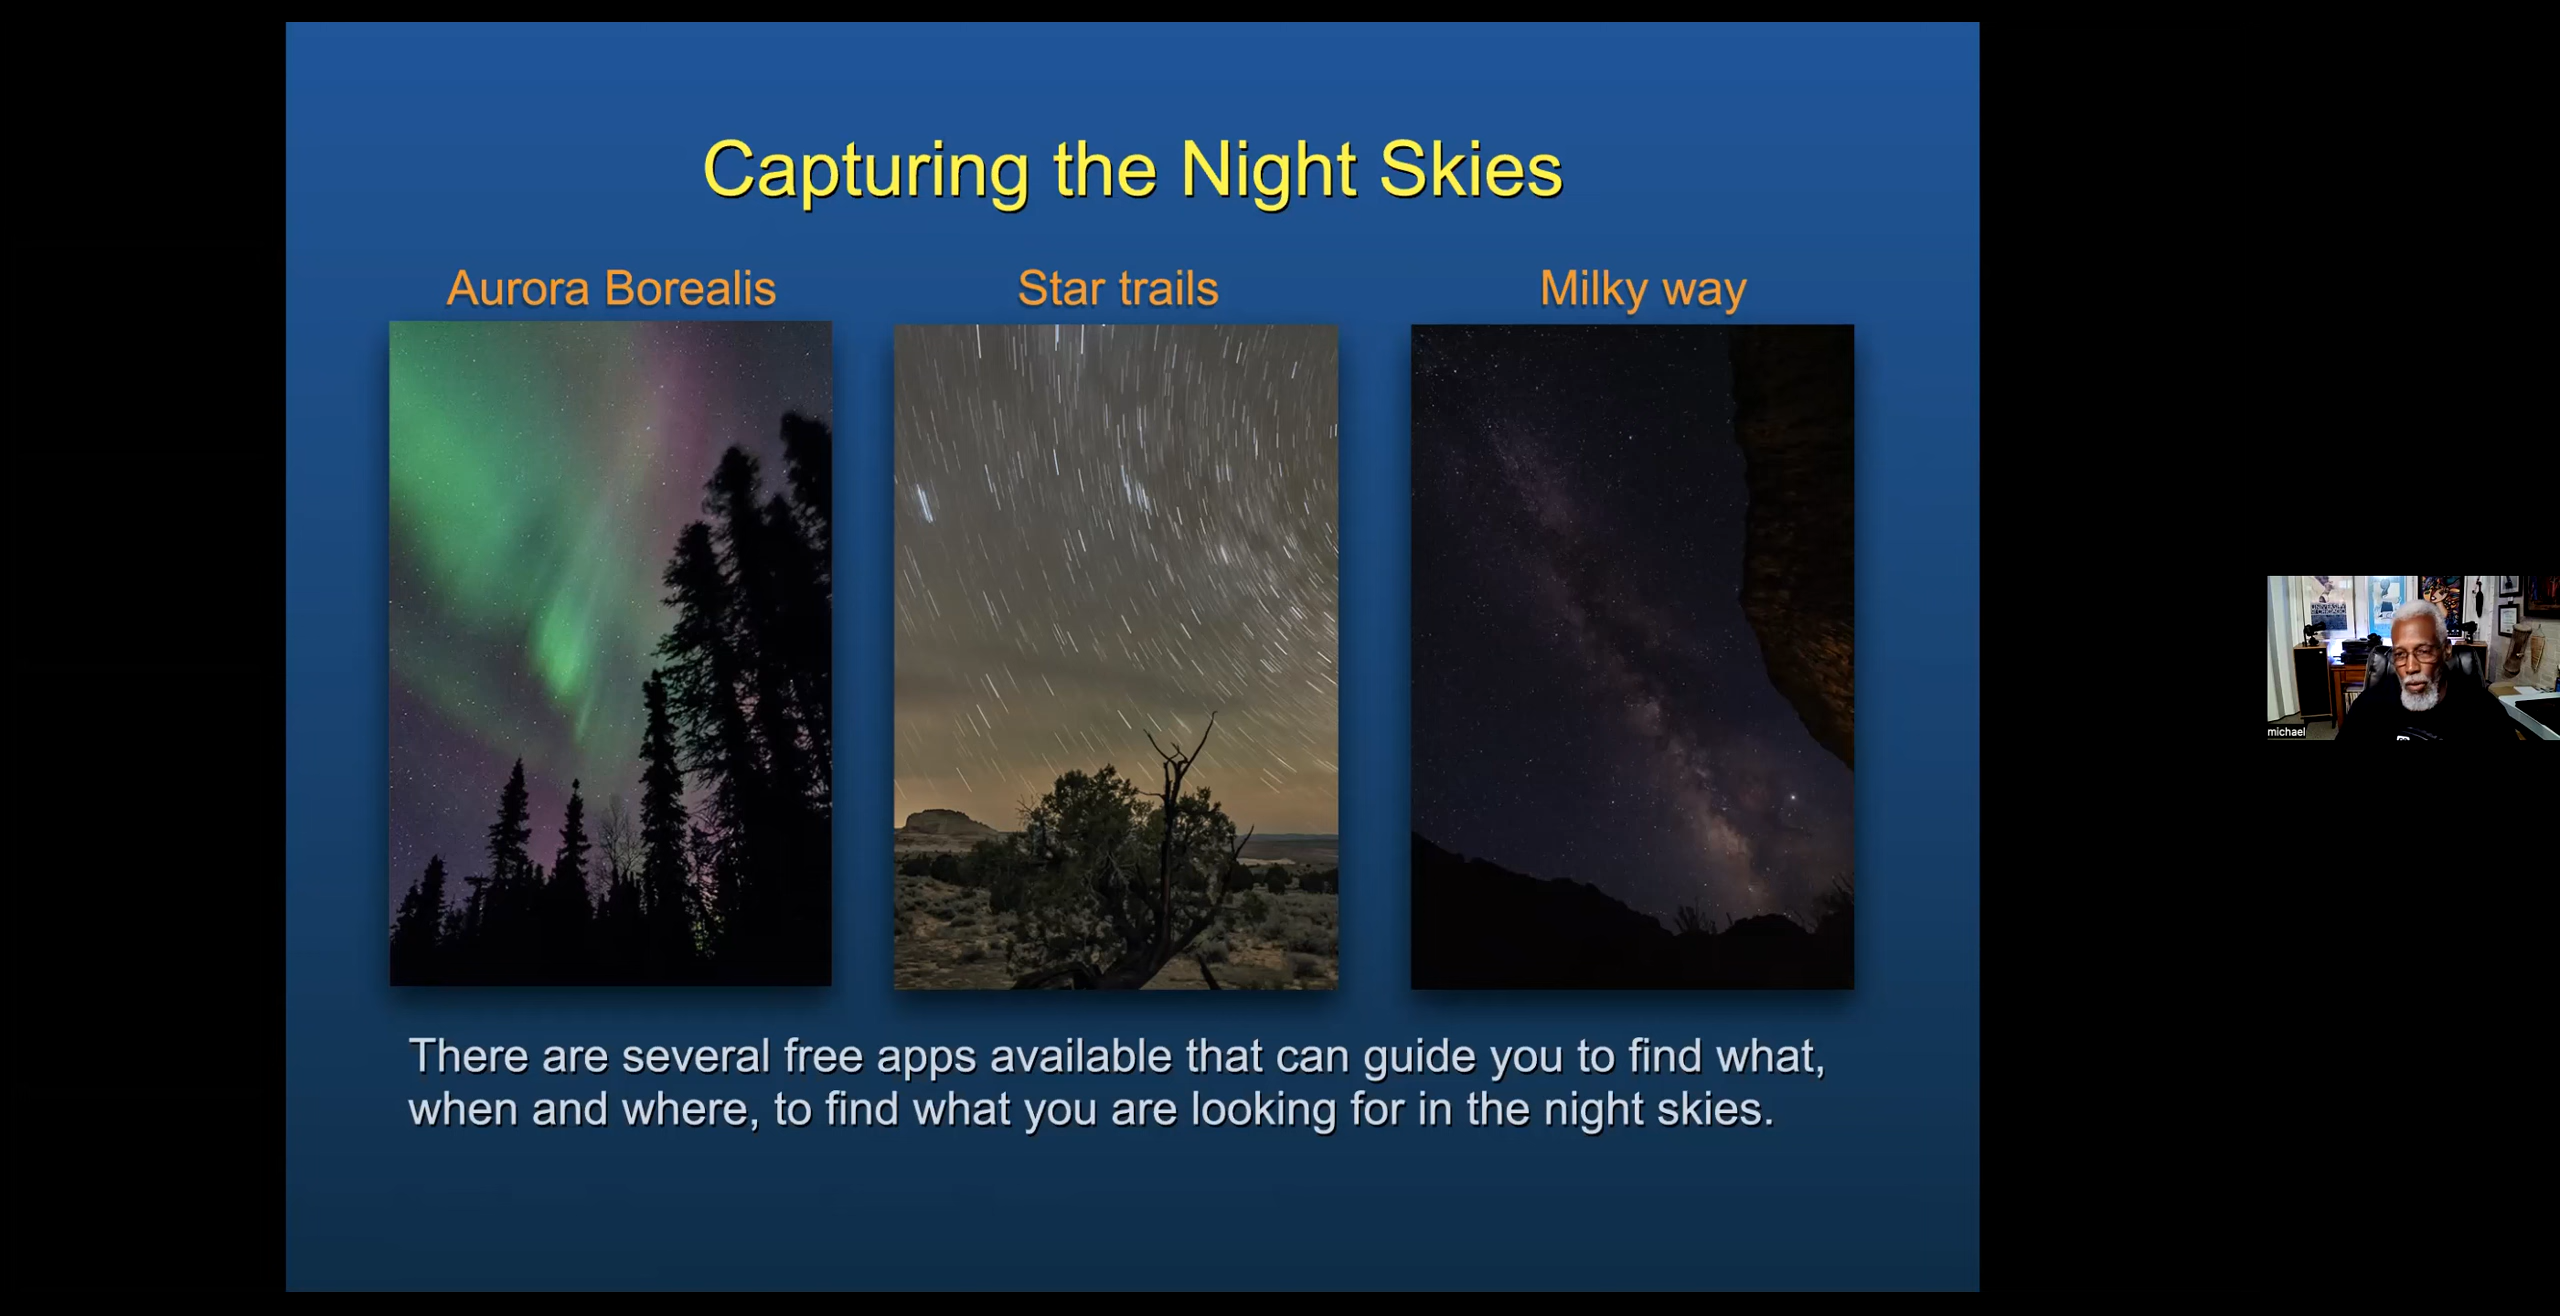 Capturing the Night Skies
Aurora Borealis
Star trails
Milky way
There are several free apps available that can guide you to find what,
when and where, to find what you are looking for in the night skies.
michael